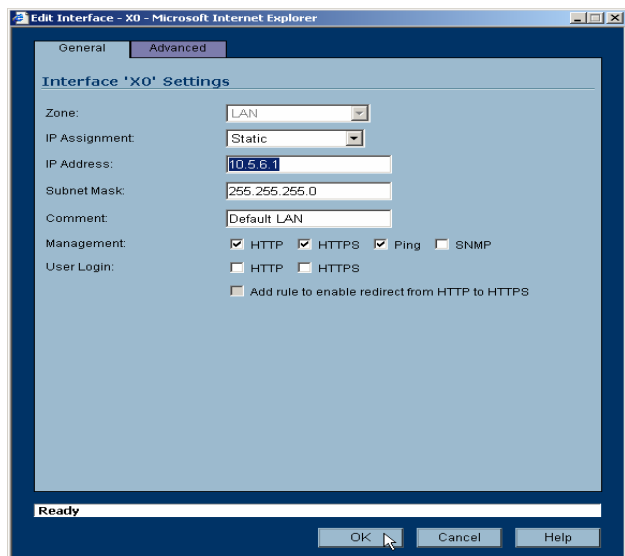 Edit Interface - X0 - Microsoft Internet Explorer
General Advanced
Interface 'X0' Settings
Zone: LAN
IP Assignment: Static
IP Address: 10.5.6.1
Subnet Mask: 255.255.255.0
Comment: Default LAN
Management: HTTP HTTPS Ping SNMP
User Login: HTTP HTTPS
Add rule to enable redirect from HTTP to HTTPS
Ready
OK Cancel Help